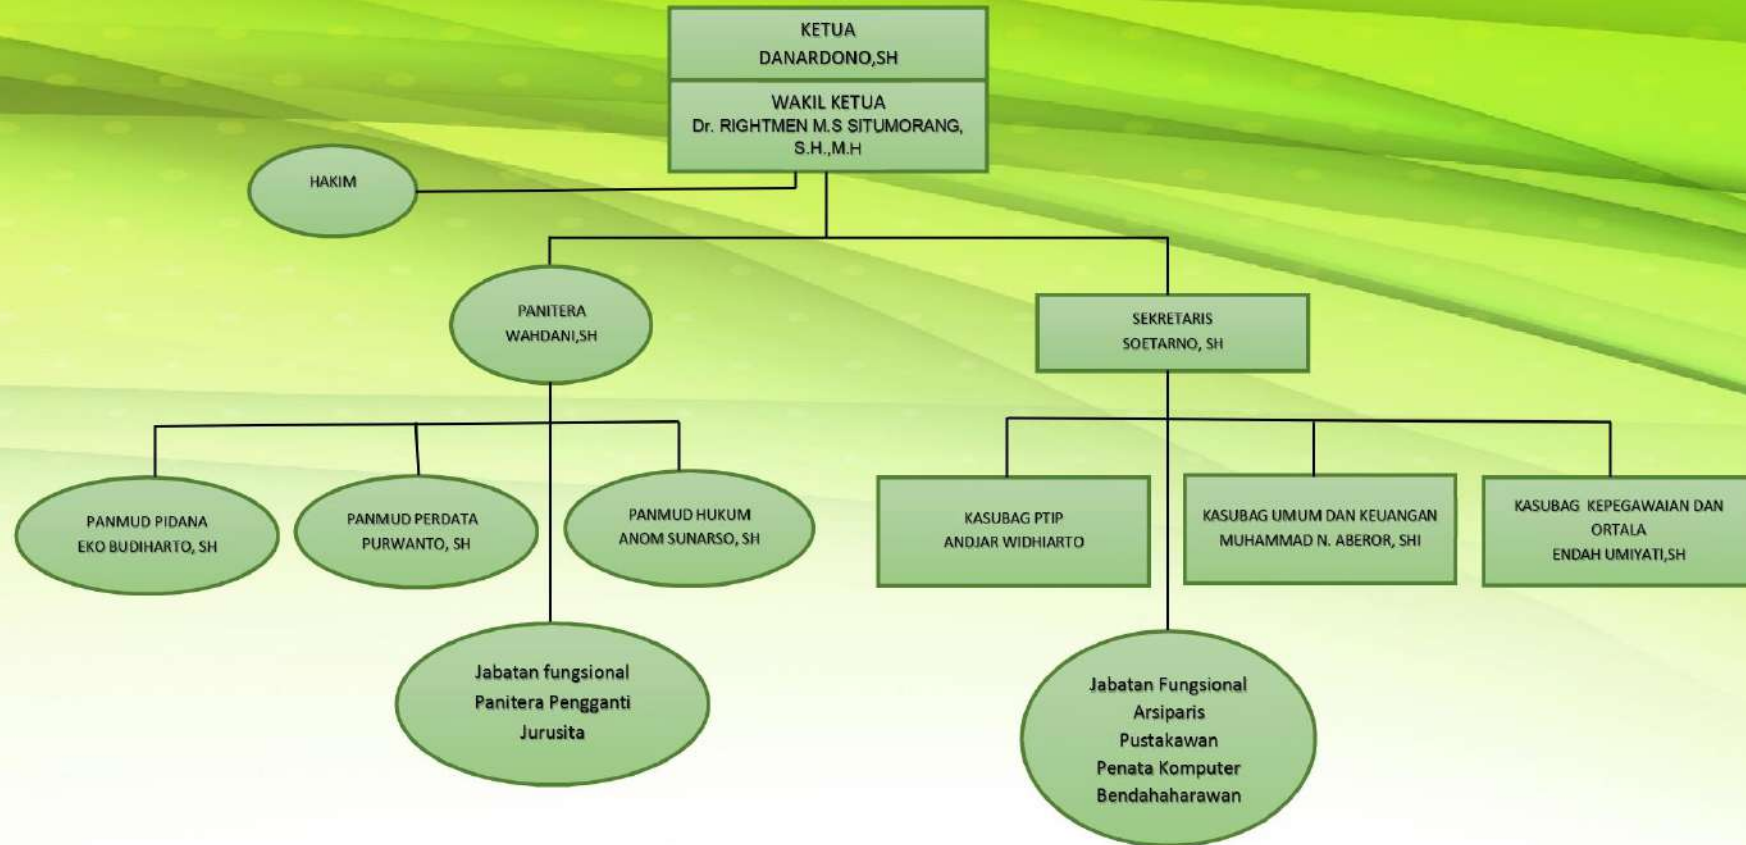 KETUA
DANARDONO,SH
WAKIL KETUA
Dr. RIGHTMEN M.S SITUMORANG,
S.H.,M.H
HAKIM
PANITERA
WAHDANI,SH
SEKRETARIS
SOETARNO, SH
PANMUD PIDANA
EKO BUDIHARTO, SH
PANMUD PERDATA
PURWANTO, SH
PANMUD HUKUM
ANOM SUNARSO, SH
KASUBAG PTIP
ANDJAR WIDHIARTO
KASUBAG UMUM DAN KEUANGAN
MUHAMMAD N. ABEROR, SHI
KASUBAG KEPEGAWAIAN DAN
ORTALA
ENDAH UMIYATI,SH
Jabatan fungsional
Panitera Pengganti
Jurusita
Jabatan Fungsional
Arsiparis
Pustakawan
Penata Komputer
Bendahaharawan